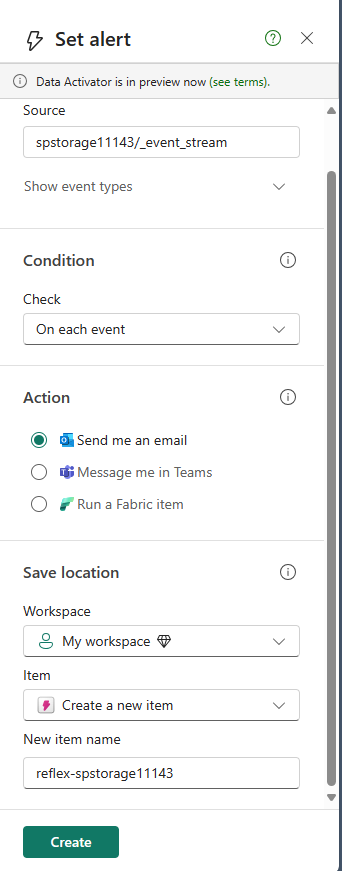 Set alert
Data Activator is in preview now (see terms).
Source
spstorage11143/_event_stream
Show event types
Condition
Check
On each event
Action
Send me an email
Message me in Teams
Run a Fabric item
Save location
Workspace
My workspace
Item
Create a new item
New item name
reflex-spstorage11143
Create